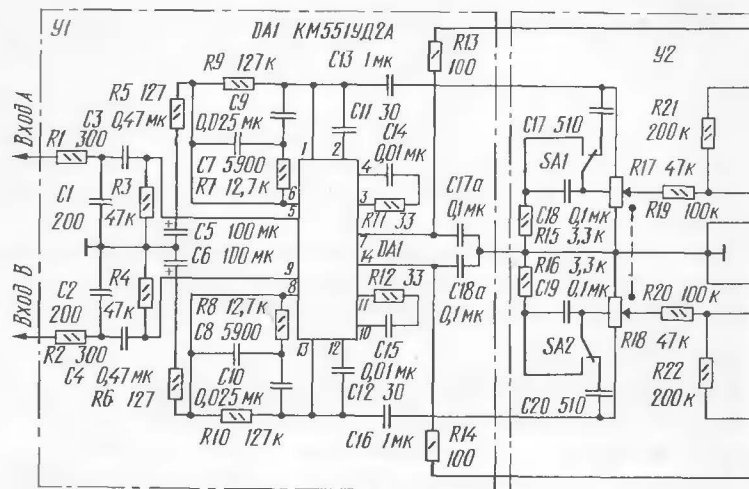 У1
DA1 КМ551УД2А
У2
R9 127к
C13 1мк
R13
100
R5 127
C3
0,47мк
C9
0,025мк
C11 30
C14
0,01мк
C17 510
R21
200к
Вход А
R1 300
1
2
4
3
C7 5900
R7 12,7к
6
5
SA1
R17 47к
R19 100к
C1
200
R3
47к
C17а
0,1мк
R11 33
7
C18 0,1мк
R15 3,3к
C5 100мк
C6 100мк
DA1
14
Вход В
C2
200
R4
47к
9
8
R8 12,7к
C8 5900
R12 33
11
10
C18а
0,1мк
R16 3,3к
C19 0,1мк
R20 100к
R18 47к
R2 300
C4 0,47мк
R6 127
C10
0,025мк
13
12
C15
0,01мк
C12 30
SA2
R22
200к
R10 127к
C16 1мк
R14
100
C20 510